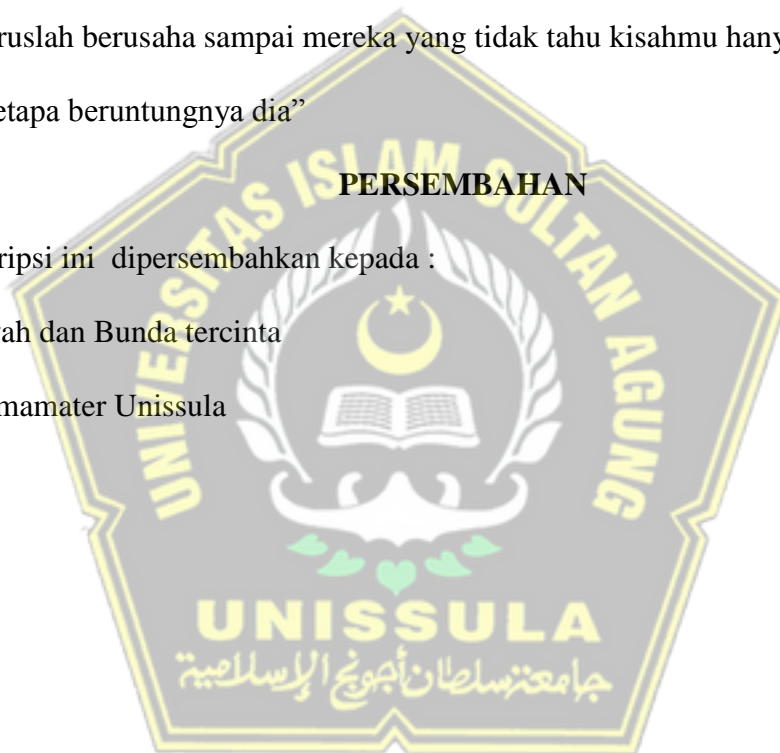 ruslah berusaha sampai mereka yang tidak tahu kisahmu hany
etapa beruntungnya dia”
PERSEMBAHAN
ripsi ini dipersembahkan kepada :
yah dan Bunda tercinta
mamater Unissula
UNIVERSITAS ISLAM SULTAN AGUNG
UNISSULA
جامعة سلطان أجونج الإسلامية